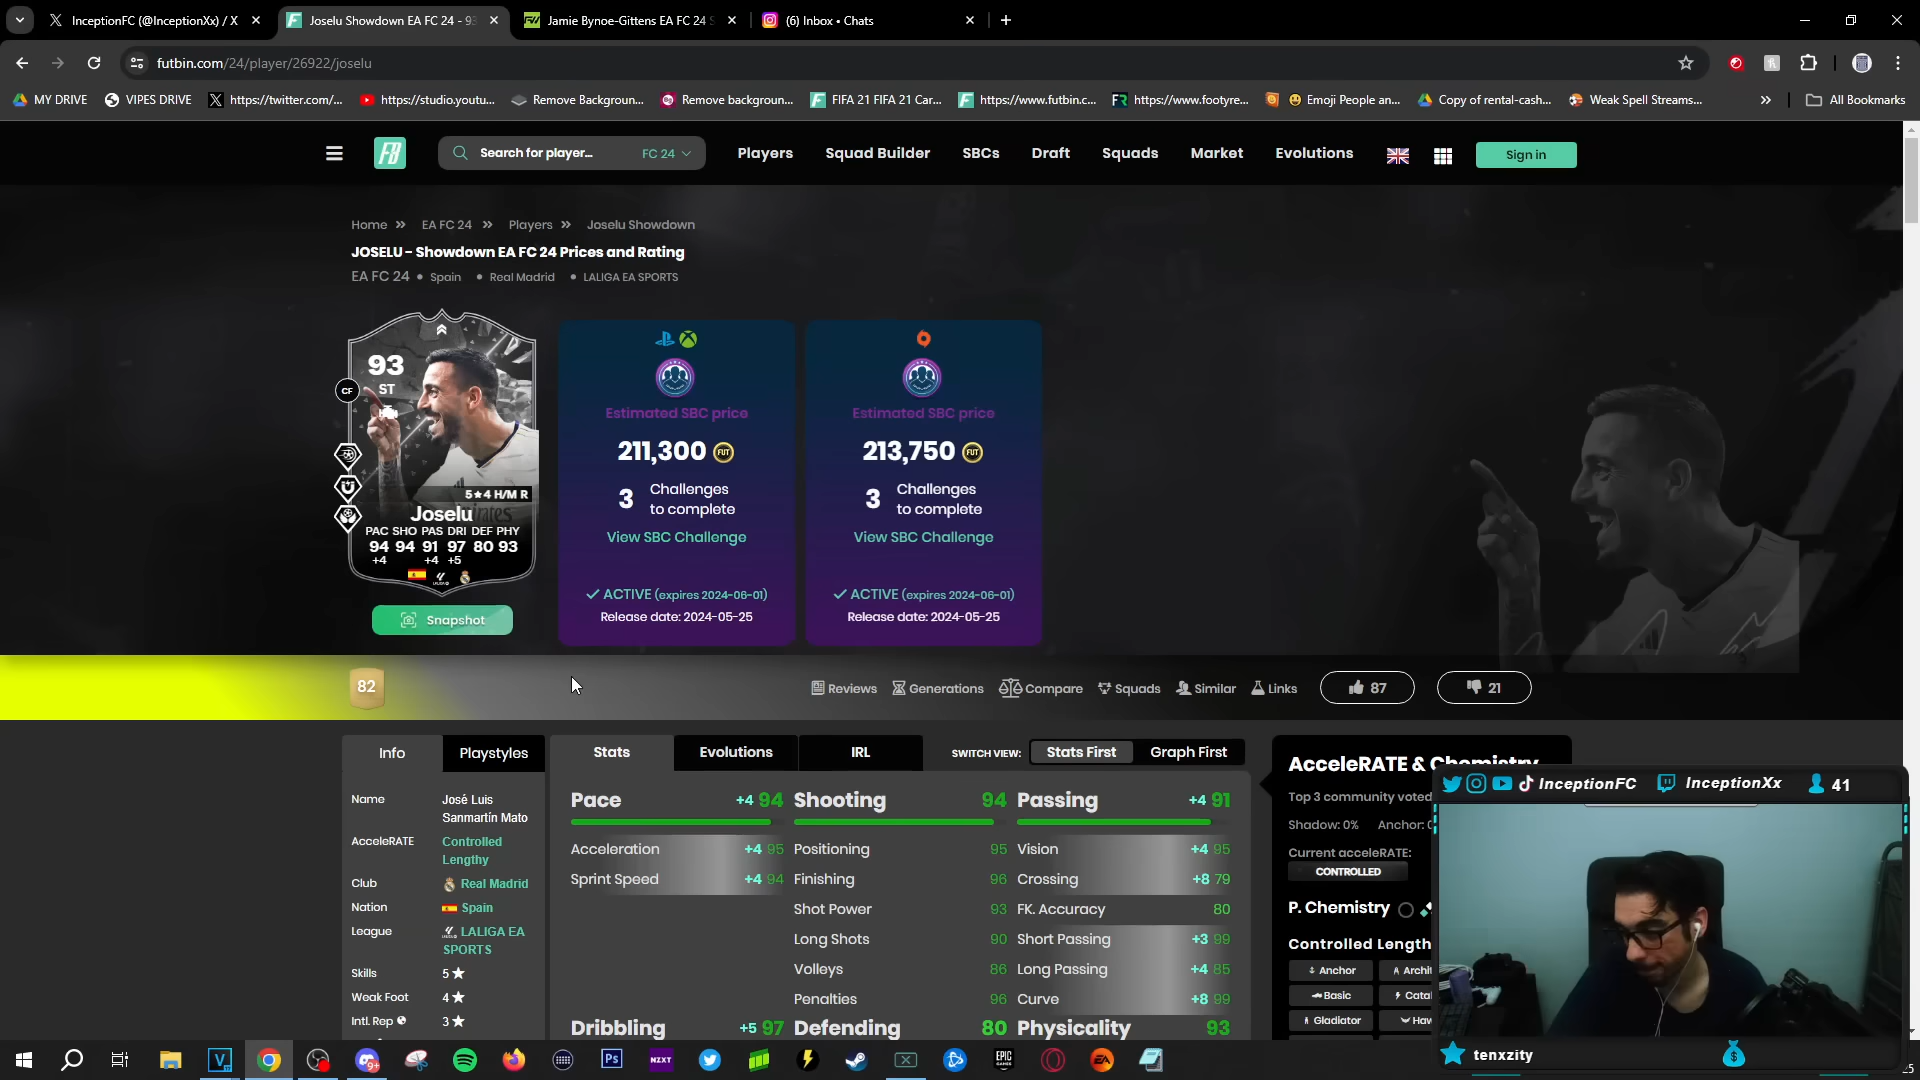 InceptionFC (@InceptionXx) / X
Joselu Showdown EA FC 24 - 93
Jamie Bynoe-Gittens EA FC 24 S
(6) Inbox • Chats
futbin.com/24/player/26922/joselu
MY DRIVE
VIPES DRIVE
https://twitter.com/...
https://studio.youtu...
Remove Backgroun...
Remove backgroun...
FIFA 21 FIFA 21 Car...
https://www.futbin.c...
https://www.footyre...
Emoji People an...
Copy of rental-cash...
Weak Spell Streams...
All Bookmarks
Search for player...
FC 24
Players
Squad Builder
SBCs
Draft
Squads
Market
Evolutions
Sign in
Home » EA FC 24 » Players » Joselu Showdown
JOSELU - Showdown EA FC 24 Prices and Rating
EA FC 24 • Spain • Real Madrid • LALIGA EA SPORTS
93
ST
CF
5★4 H/M R
Joselu
PAC SHO PAS DRI DEF PHY
94 94 91 97 80 93
+4 +4 +5
Snapshot
Estimated SBC price
211,300
3 Challenges to complete
View SBC Challenge
ACTIVE (expires 2024-06-01)
Release date: 2024-05-25
Estimated SBC price
213,750
3 Challenges to complete
View SBC Challenge
ACTIVE (expires 2024-06-01)
Release date: 2024-05-25
82
Reviews
Generations
Compare
Squads
Similar
Links
87
21
Info
Playstyles
Stats
Evolutions
IRL
SWITCH VIEW:
Stats First
Graph First
Name José Luis Sanmartín Mato
AcceleRATE Controlled Lengthy
Club Real Madrid
Nation Spain
League LALIGA EA SPORTS
Skills 5★
Weak Foot 4★
Intl. Rep 3★
Pace +4 94
Acceleration +4 95
Sprint Speed +4 94
Shooting 94
Positioning 95
Finishing 96
Shot Power 93
Long Shots 90
Volleys 86
Penalties 96
Passing +4 91
Vision +4 95
Crossing +8 79
FK. Accuracy 80
Short Passing +3 99
Long Passing +4 85
Curve +8 99
Dribbling +5 97
Defending 80
Physicality 93
AcceleRATE & Chemistry
Top 3 community voted
Shadow: 0% Anchor:
Current acceleRATE:
CONTROLLED
P. Chemistry
Controlled Length
Anchor
Archi
Basic
Cata
Gladiator
Haw
InceptionFC
InceptionXx
41
tenxzity